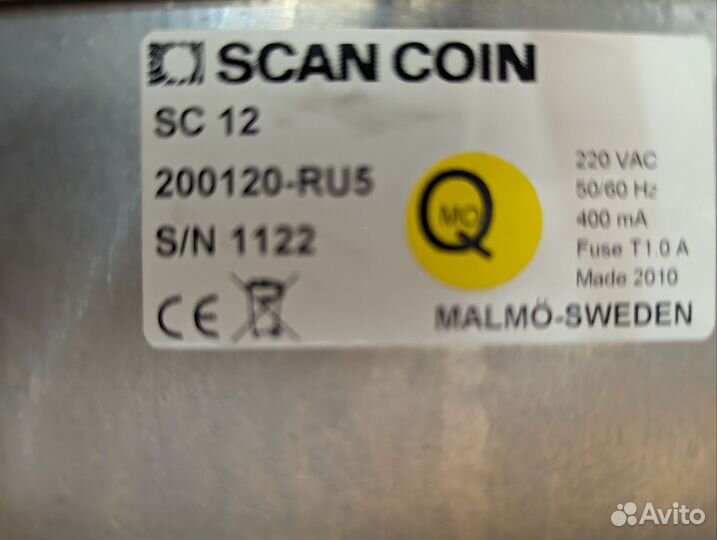 SCAN COIN
SC 12
200120-RU5
S/N 1122
Q
MO
220 VAC
50/60 Hz
400 mA
Fuse T1.0 A
Made 2010
CE
MALMÖ-SWEDEN
Avito